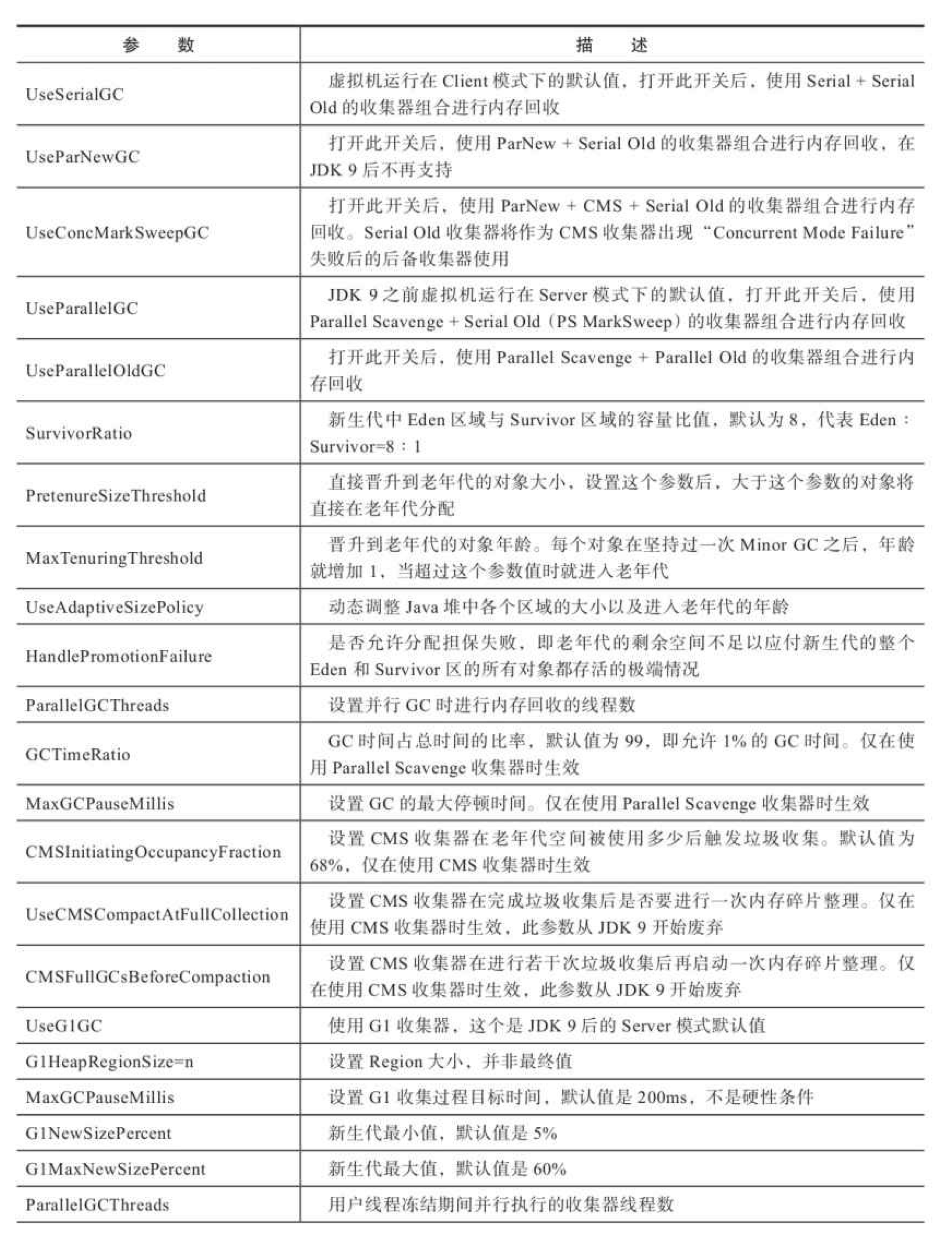 参 数 描 述
UseSerialGC
虚拟机运行在 Client 模式下的默认值，打开此开关后，使用 Serial + Serial
Old 的收集器组合进行内存回收
UseParNewGC
打开此开关后，使用 ParNew + Serial Old 的收集器组合进行内存回收，在
JDK 9 后不再支持
UseConcMarkSweepGC
打开此开关后，使用 ParNew + CMS + Serial Old 的收集器组合进行内存
回收。Serial Old 收集器将作为 CMS 收集器出现“Concurrent Mode Failure”
失败后的后备收集器使用
UseParallelGC
JDK 9 之前虚拟机运行在 Server 模式下的默认值，打开此开关后，使用
Parallel Scavenge + Serial Old（PS MarkSweep）的收集器组合进行内存回收
UseParallelOldGC
打开此开关后，使用 Parallel Scavenge + Parallel Old 的收集器组合进行内
存回收
SurvivorRatio
新生代中 Eden 区域与 Survivor 区域的容量比值，默认为 8，代表 Eden：
Survivor=8：1
PretenureSizeThreshold
直接晋升到老年代的对象大小，设置这个参数后，大于这个参数的对象将
直接在老年代分配
MaxTenuringThreshold
晋升到老年代的对象年龄。每个对象在坚持过一次 Minor GC 之后，年龄
就增加 1，当超过这个参数值时就进入老年代
UseAdaptiveSizePolicy
动态调整 Java 堆中各个区域的大小以及进入老年代的年龄
HandlePromotionFailure
是否允许分配担保失败，即老年代的剩余空间不足以应付新生代的整个
Eden 和 Survivor 区的所有对象都存活的极端情况
ParallelGCThreads
设置并行 GC 时进行内存回收的线程数
GCTimeRatio
GC 时间占总时间的比率，默认值为 99，即允许 1% 的 GC 时间。仅在使
用 Parallel Scavenge 收集器时生效
MaxGCPauseMillis
设置 GC 的最大停顿时间。仅在使用 Parallel Scavenge 收集器时生效
CMSInitiatingOccupancyFraction
设置 CMS 收集器在老年代空间被使用多少后触发垃圾收集。默认值为
68%，仅在使用 CMS 收集器时生效
UseCMSCompactAtFullCollection
设置 CMS 收集器在完成垃圾收集后是否要进行一次内存碎片整理。仅在
使用 CMS 收集器时生效，此参数从 JDK 9 开始废弃
CMSFullGCsBeforeCompaction
设置 CMS 收集器在进行若干次垃圾收集后再启动一次内存碎片整理。仅
在使用 CMS 收集器时生效，此参数从 JDK 9 开始废弃
UseG1GC
使用 G1 收集器，这个是 JDK 9 后的 Server 模式默认值
G1HeapRegionSize=n
设置 Region 大小，并非最终值
MaxGCPauseMillis
设置 G1 收集过程目标时间，默认值是 200ms，不是硬性条件
G1NewSizePercent
新生代最小值，默认值是 5%
G1MaxNewSizePercent
新生代最大值，默认值是 60%
ParallelGCThreads
用户线程冻结期间并行执行的收集器线程数